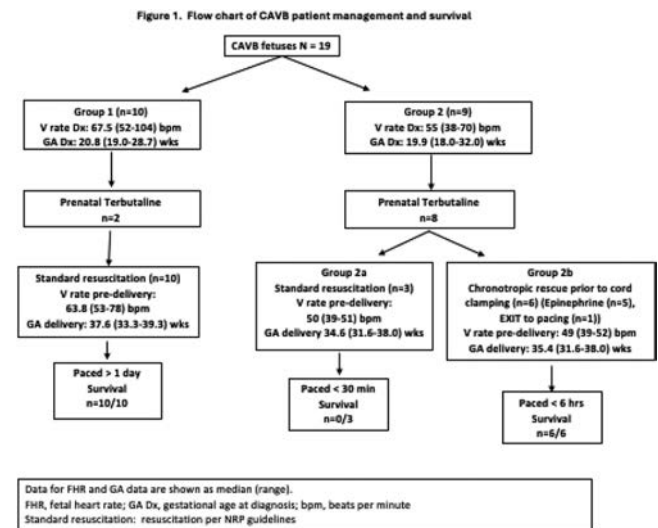 Figure 1. Flow chart of CAVB patient management and survival
CAVB fetuses N = 19
Group 1 (n=10)
V rate Dx: 67.5 (52-104) bpm
GA Dx: 20.8 (19.0-28.7) wks
Group 2 (n=9)
V rate Dx: 55 (38-70) bpm
GA Dx: 19.9 (18.0-32.0) wks
Prenatal Terbutaline
n=2
Prenatal Terbutaline
n=8
Standard resuscitation (n=10)
V rate pre-delivery:
63.8 (53-78) bpm
GA delivery: 37.6 (33.3-39.3) wks
Group 2a
Standard resuscitation (n=3)
V rate pre-delivery:
50 (39-51) bpm
GA delivery 34.6 (31.6-38.0) wks
Group 2b
Chronotropic rescue prior to cord
clamping (n=6) (Epinephrine (n=5),
EXIT to pacing (n=1))
V rate pre-delivery: 49 (39-52) bpm
GA delivery: 35.4 (31.6-38.0) wks
Paced > 1 day
Survival
n=10/10
Paced < 30 min
Survival
n=0/3
Paced < 6 hrs
Survival
n=6/6
Data for FHR and GA data are shown as median (range).
FHR, fetal heart rate; GA Dx, gestational age at diagnosis; bpm, beats per minute
Standard resuscitation: resuscitation per NRP guidelines